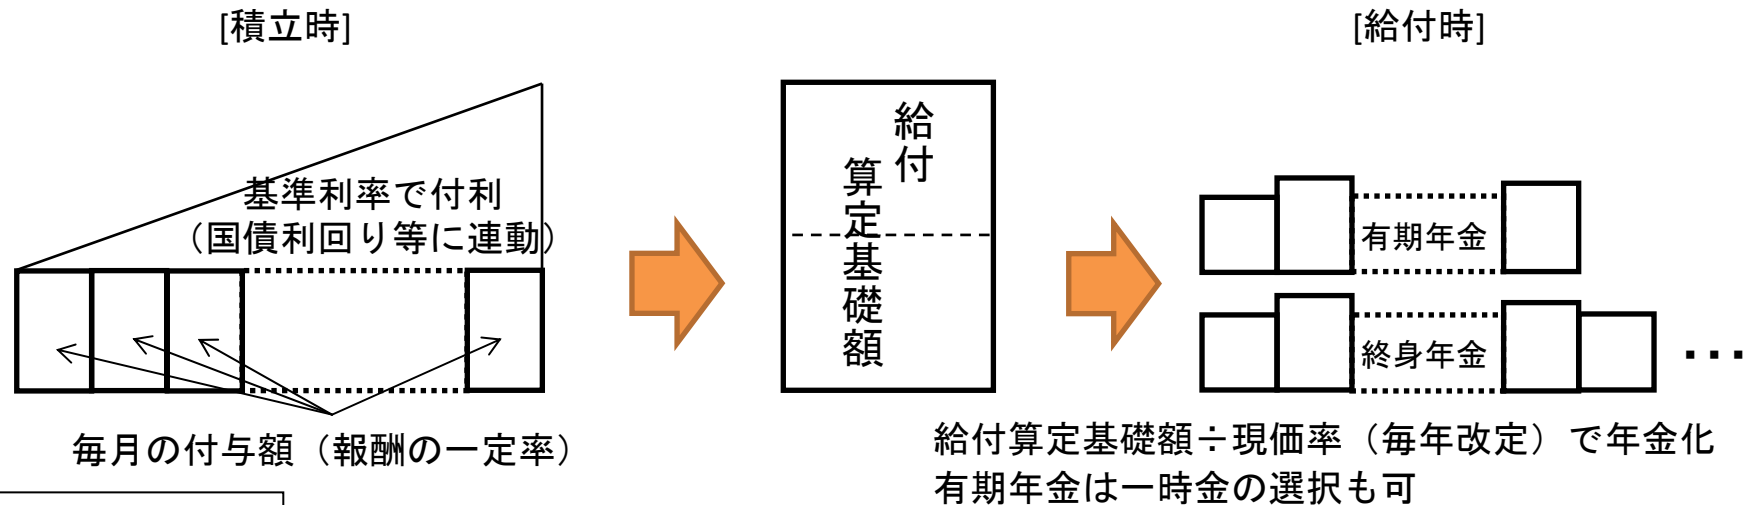 [積立時]
[給付時]
基準利率で付利
（国債利回り等に連動）
毎月の付与額（報酬の一定率）
給付
算定基礎額
有期年金
終身年金
･･･
給付算定基礎額÷現価率（毎年改定）で年金化
有期年金は一時金の選択も可